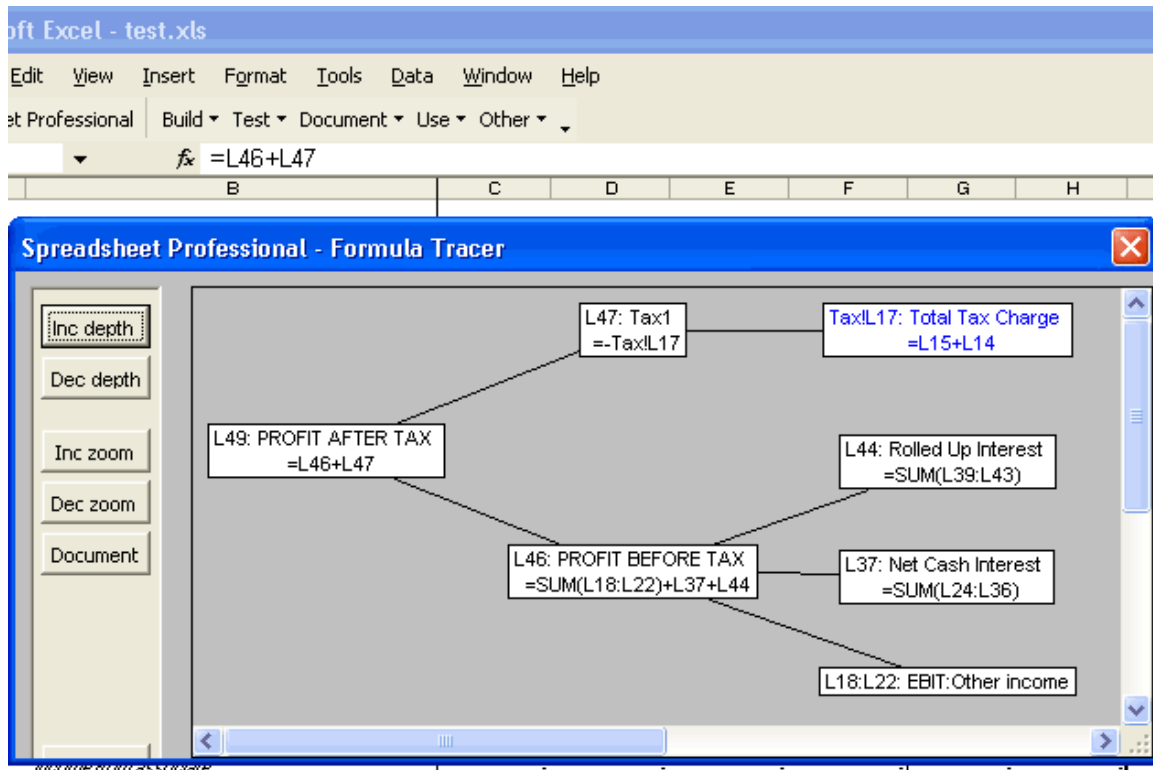 oft Excel - test.xls
Edit View Insert Format Tools Data Window Help
et Professional Build Test Document Use Other
fx =L46+L47
B C D E F G H
Spreadsheet Professional - Formula Tracer
Inc depth
Dec depth
Inc zoom
Dec zoom
Document
L47: Tax1
=-Tax!L17
Tax!L17: Total Tax Charge
=L15+L14
L49: PROFIT AFTER TAX
=L46+L47
L44: Rolled Up Interest
=SUM(L39:L43)
L46: PROFIT BEFORE TAX
=SUM(L18:L22)+L37+L44
L37: Net Cash Interest
=SUM(L24:L36)
L18:L22: EBIT:Other income